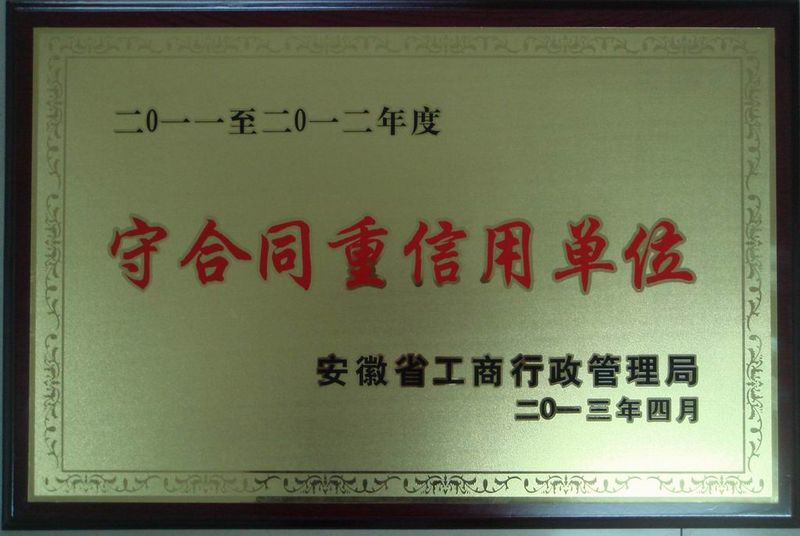 二0一一至二0一二年度
守合同重信用单位
安徽省工商行政管理局
二0一三年四月